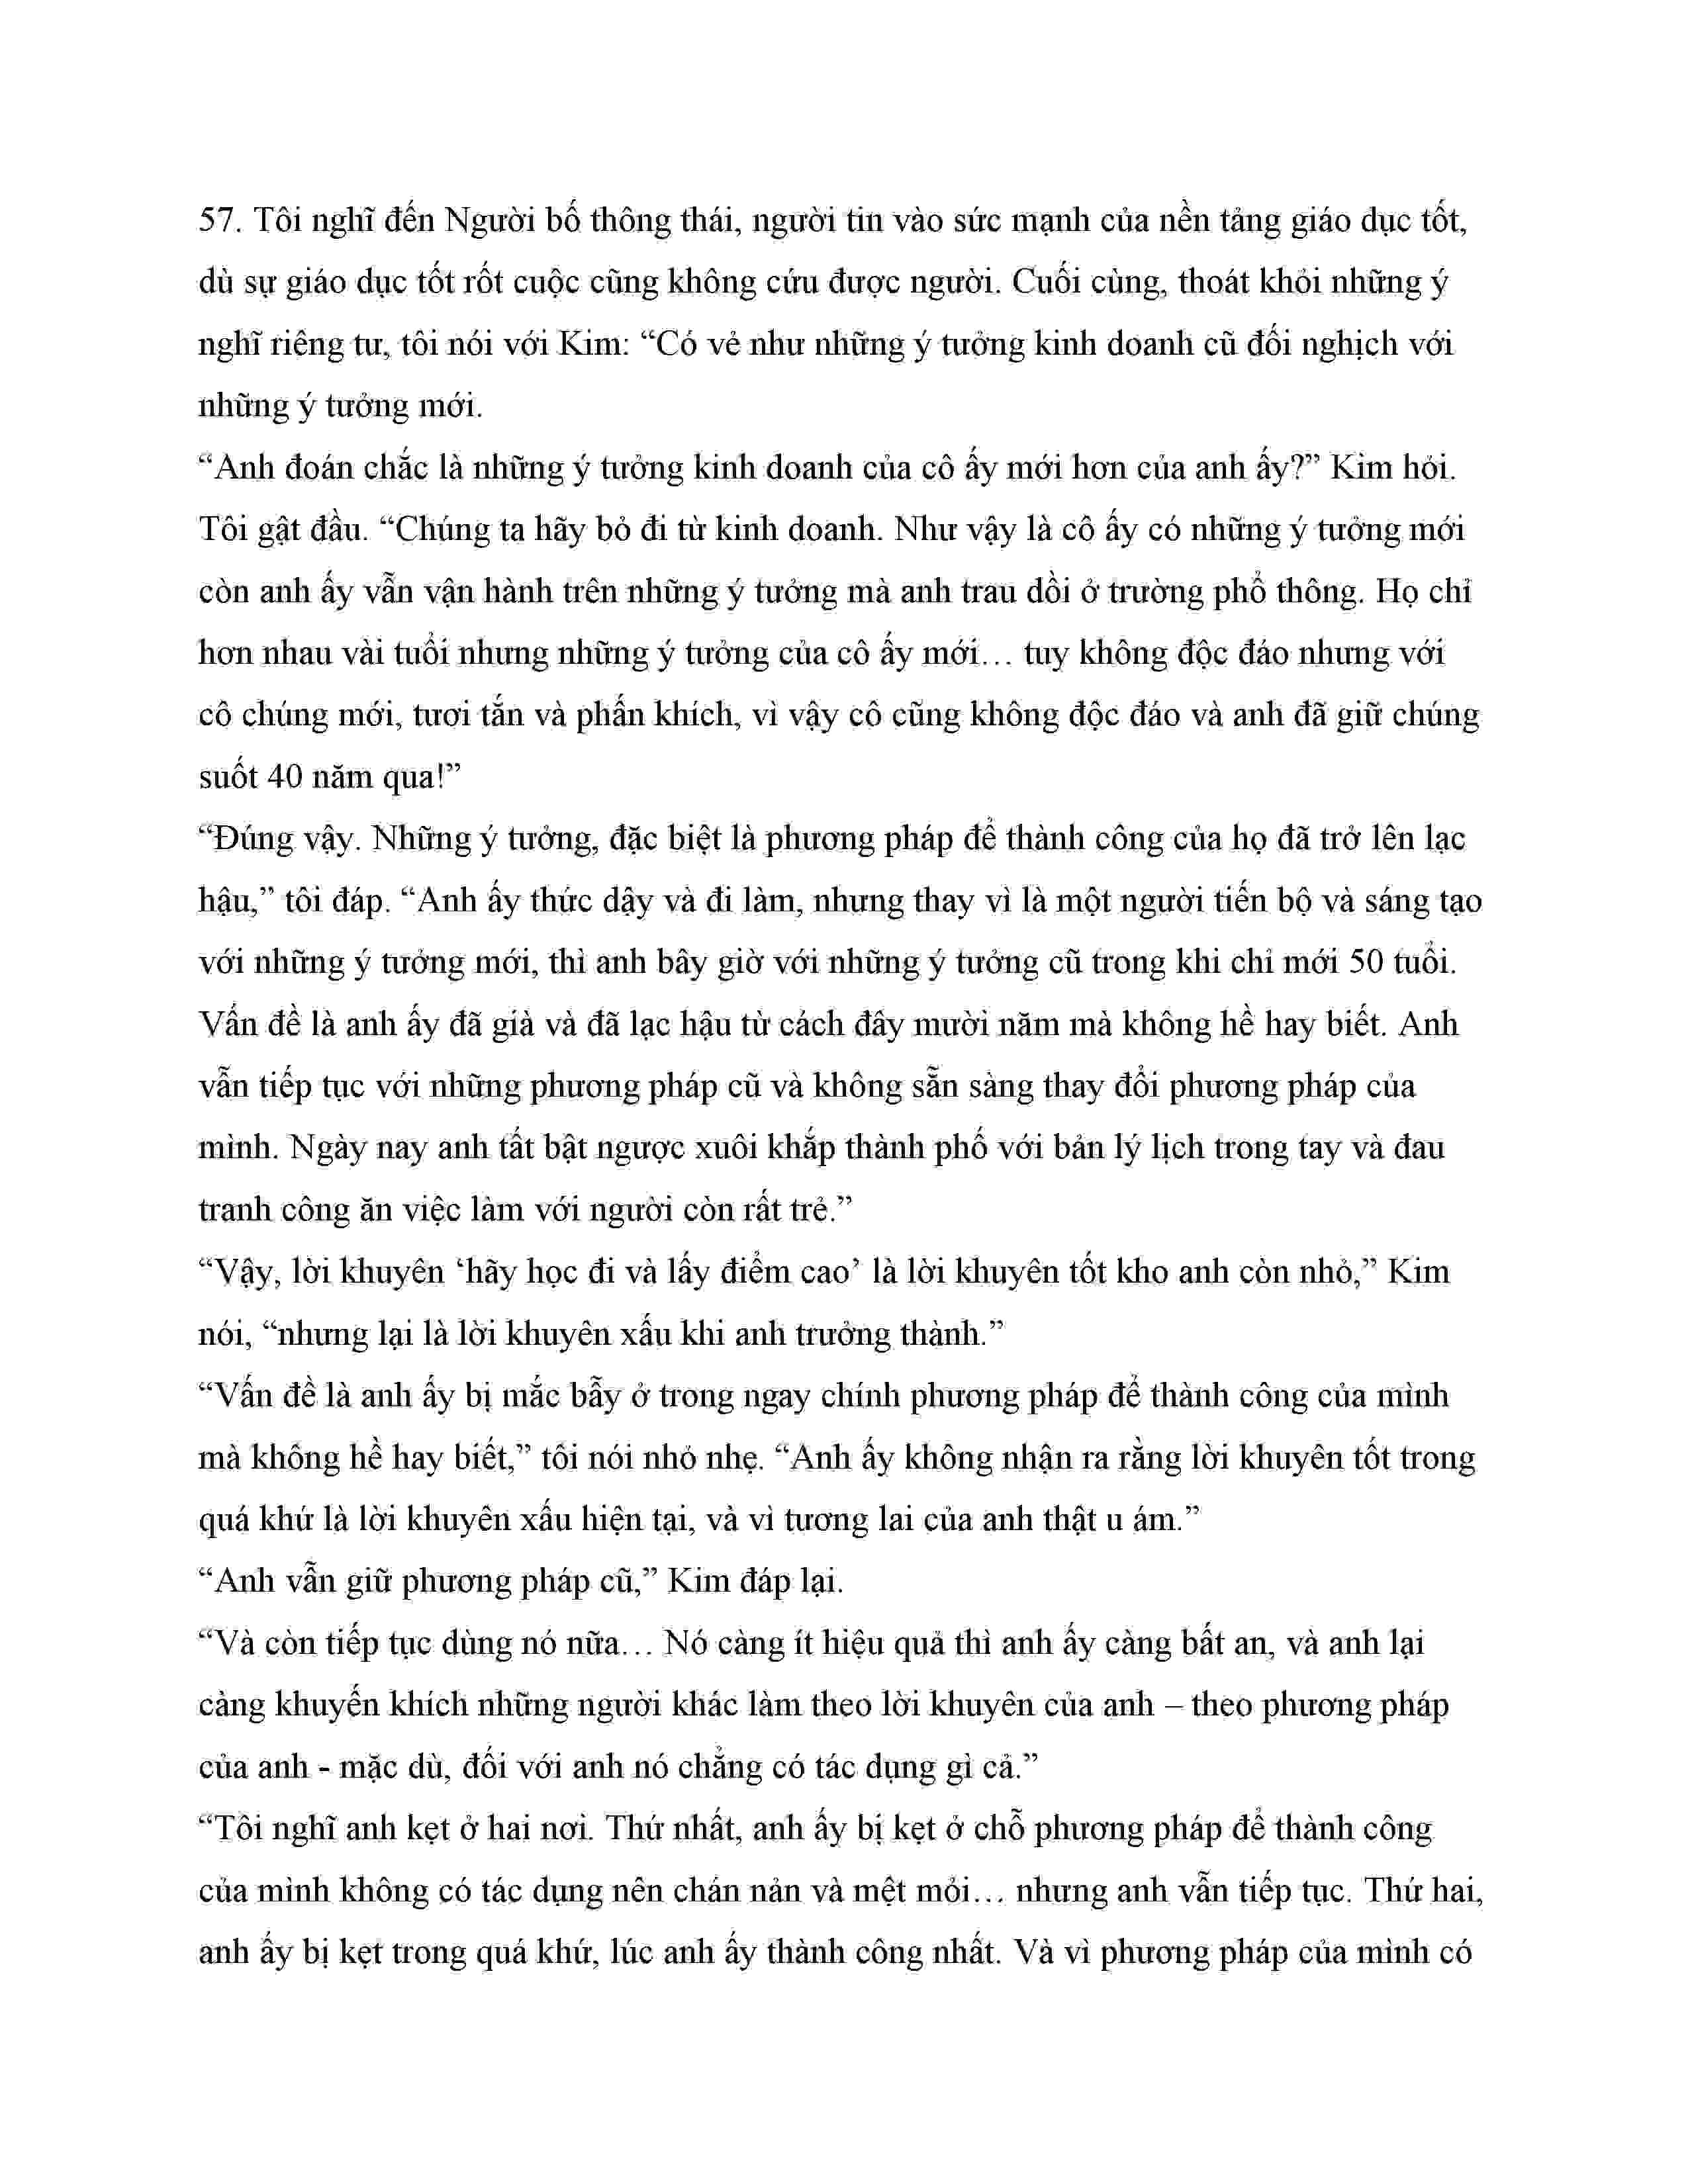 57. Tôi nghĩ đến Người bố thông thái, người tin vào sức mạnh của nền tảng giáo dục tốt,
dù sự giáo dục tốt rốt cuộc cũng không cứu được người. Cuối cùng, thoát khỏi những ý
nghĩ riêng tư, tôi nói với Kim: “Có vẻ như những ý tưởng kinh doanh cũ đối nghịch với
những ý tưởng mới.
“Anh đoán chắc là những ý tưởng kinh doanh của cô ấy mới hơn của anh ấy?” Kim hỏi.
Tôi gật đầu. “Chúng ta hãy bỏ đi từ kinh doanh. Như vậy là cô ấy có những ý tưởng mới
còn anh ấy vẫn vận hành trên những ý tưởng mà anh trau dồi ở trường phổ thông. Họ chỉ
hơn nhau vài tuổi nhưng những ý tưởng của cô ấy mới… tuy không độc đáo nhưng với
cô chúng mới, tươi tắn và phấn khích, vì vậy cô cũng không độc đáo và anh đã giữ chúng
suốt 40 năm qua!”
“Đúng vậy. Những ý tưởng, đặc biệt là phương pháp để thành công của họ đã trở lên lạc
hậu,” tôi đáp. “Anh ấy thức dậy và đi làm, nhưng thay vì là một người tiến bộ và sáng tạo
với những ý tưởng mới, thì anh bây giờ với những ý tưởng cũ trong khi chỉ mới 50 tuổi.
Vấn đề là anh ấy đã già và đã lạc hậu từ cách đây mười năm mà không hề hay biết. Anh
vẫn tiếp tục với những phương pháp cũ và không sẵn sàng thay đổi phương pháp của
mình. Ngày nay anh tất bật ngược xuôi khắp thành phố với bản lý lịch trong tay và đau
tranh công ăn việc làm với người còn rất trẻ.”
“Vậy, lời khuyên ‘hãy học đi và lấy điểm cao’ là lời khuyên tốt kho anh còn nhỏ,” Kim
nói, “nhưng lại là lời khuyên xấu khi anh trưởng thành.”
“Vấn đề là anh ấy bị mắc bẫy ở trong ngay chính phương pháp để thành công của mình
mà không hề hay biết,” tôi nói nhỏ nhẹ. “Anh ấy không nhận ra rằng lời khuyên tốt trong
quá khứ là lời khuyên xấu hiện tại, và vì tương lai của anh thật u ám.”
“Anh vẫn giữ phương pháp cũ,” Kim đáp lại.
“Và còn tiếp tục dùng nó nữa… Nó càng ít hiệu quả thì anh ấy càng bất an, và anh lại
càng khuyến khích những người khác làm theo lời khuyên của anh – theo phương pháp
của anh - mặc dù, đối với anh nó chẳng có tác dụng gì cả.”
“Tôi nghĩ anh kẹt ở hai nơi. Thứ nhất, anh ấy bị kẹt ở chỗ phương pháp để thành công
của mình không có tác dụng nên chán nản và mệt mỏi… nhưng anh vẫn tiếp tục. Thứ hai,
anh ấy bị kẹt trong quá khứ, lúc anh ấy thành công nhất. Và vì phương pháp của mình có